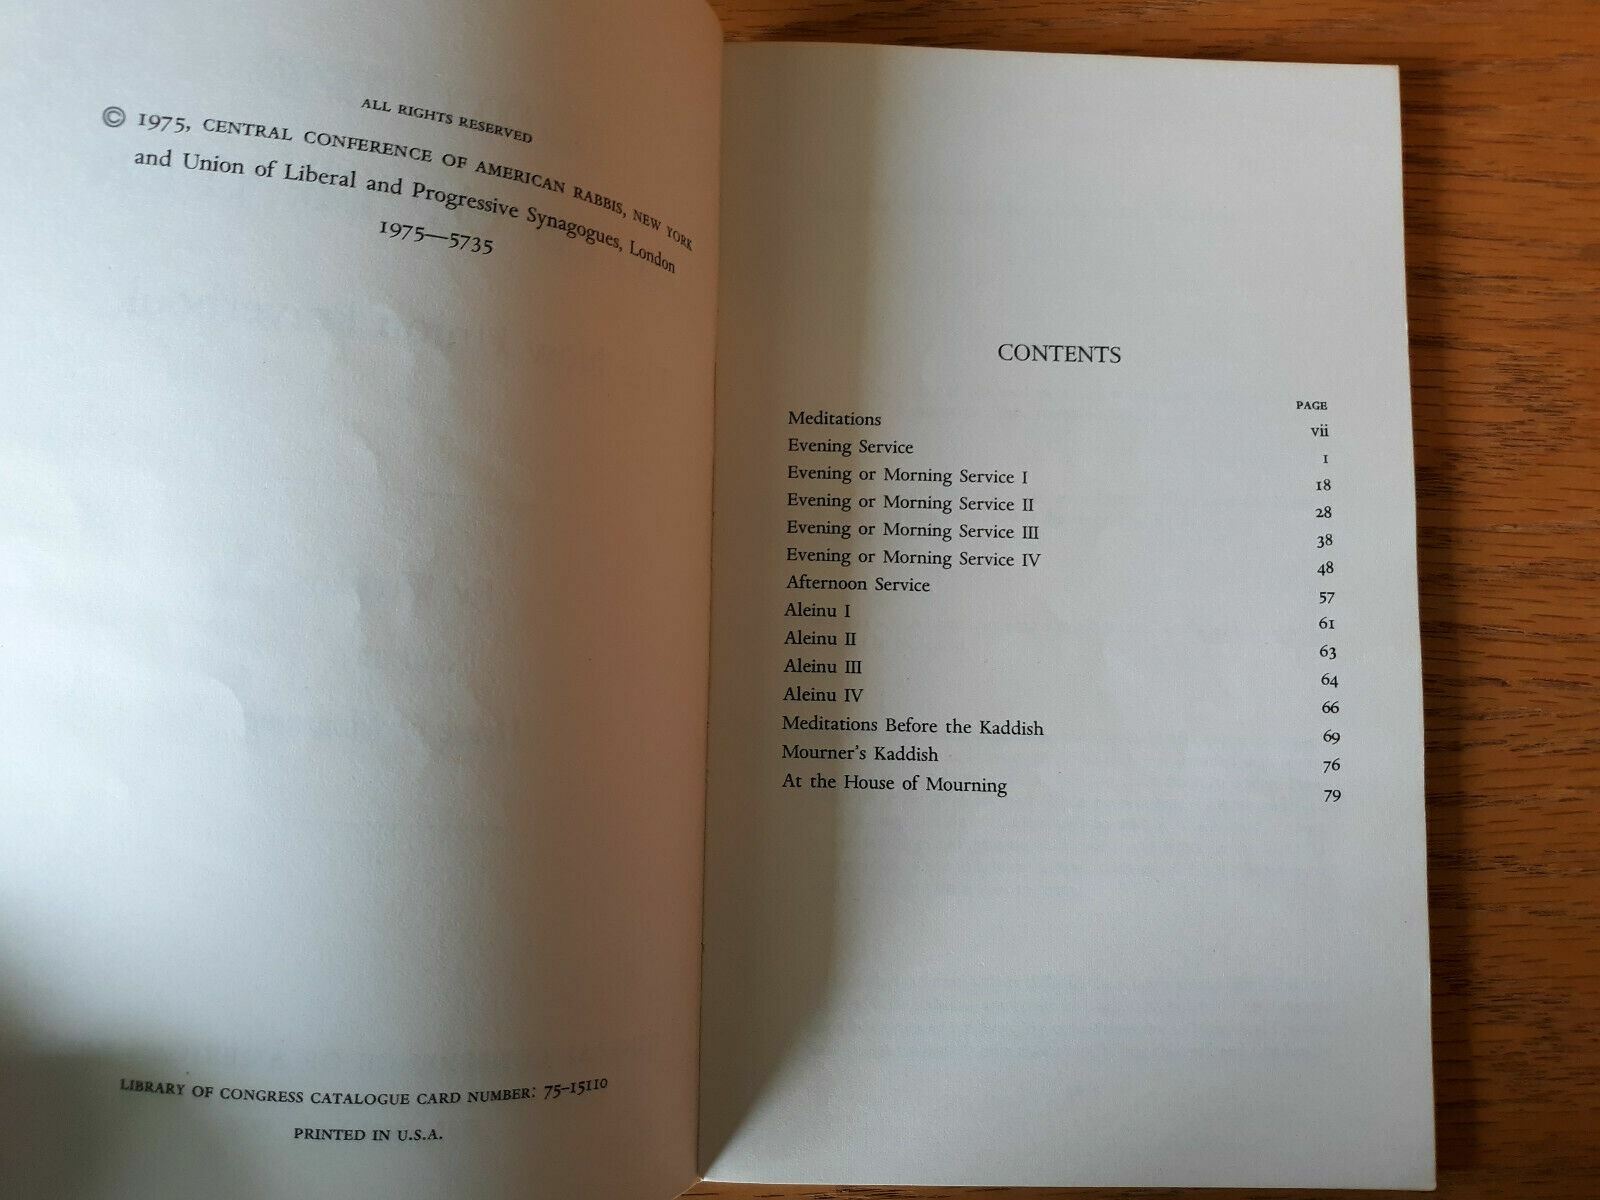 ALL RIGHTS RESERVED
© 1975, CENTRAL CONFERENCE OF AMERICAN RABBIS, NEW YORK
and Union of Liberal and Progressive Synagogues, London
1975—5735
LIBRARY OF CONGRESS CATALOGUE CARD NUMBER: 75-15110
PRINTED IN U.S.A.
CONTENTS
PAGE
Meditations vii
Evening Service 1
Evening or Morning Service I 18
Evening or Morning Service II 28
Evening or Morning Service III 38
Evening or Morning Service IV 48
Afternoon Service 57
Aleinu I 61
Aleinu II 63
Aleinu III 64
Aleinu IV 66
Meditations Before the Kaddish 69
Mourner's Kaddish 76
At the House of Mourning 79